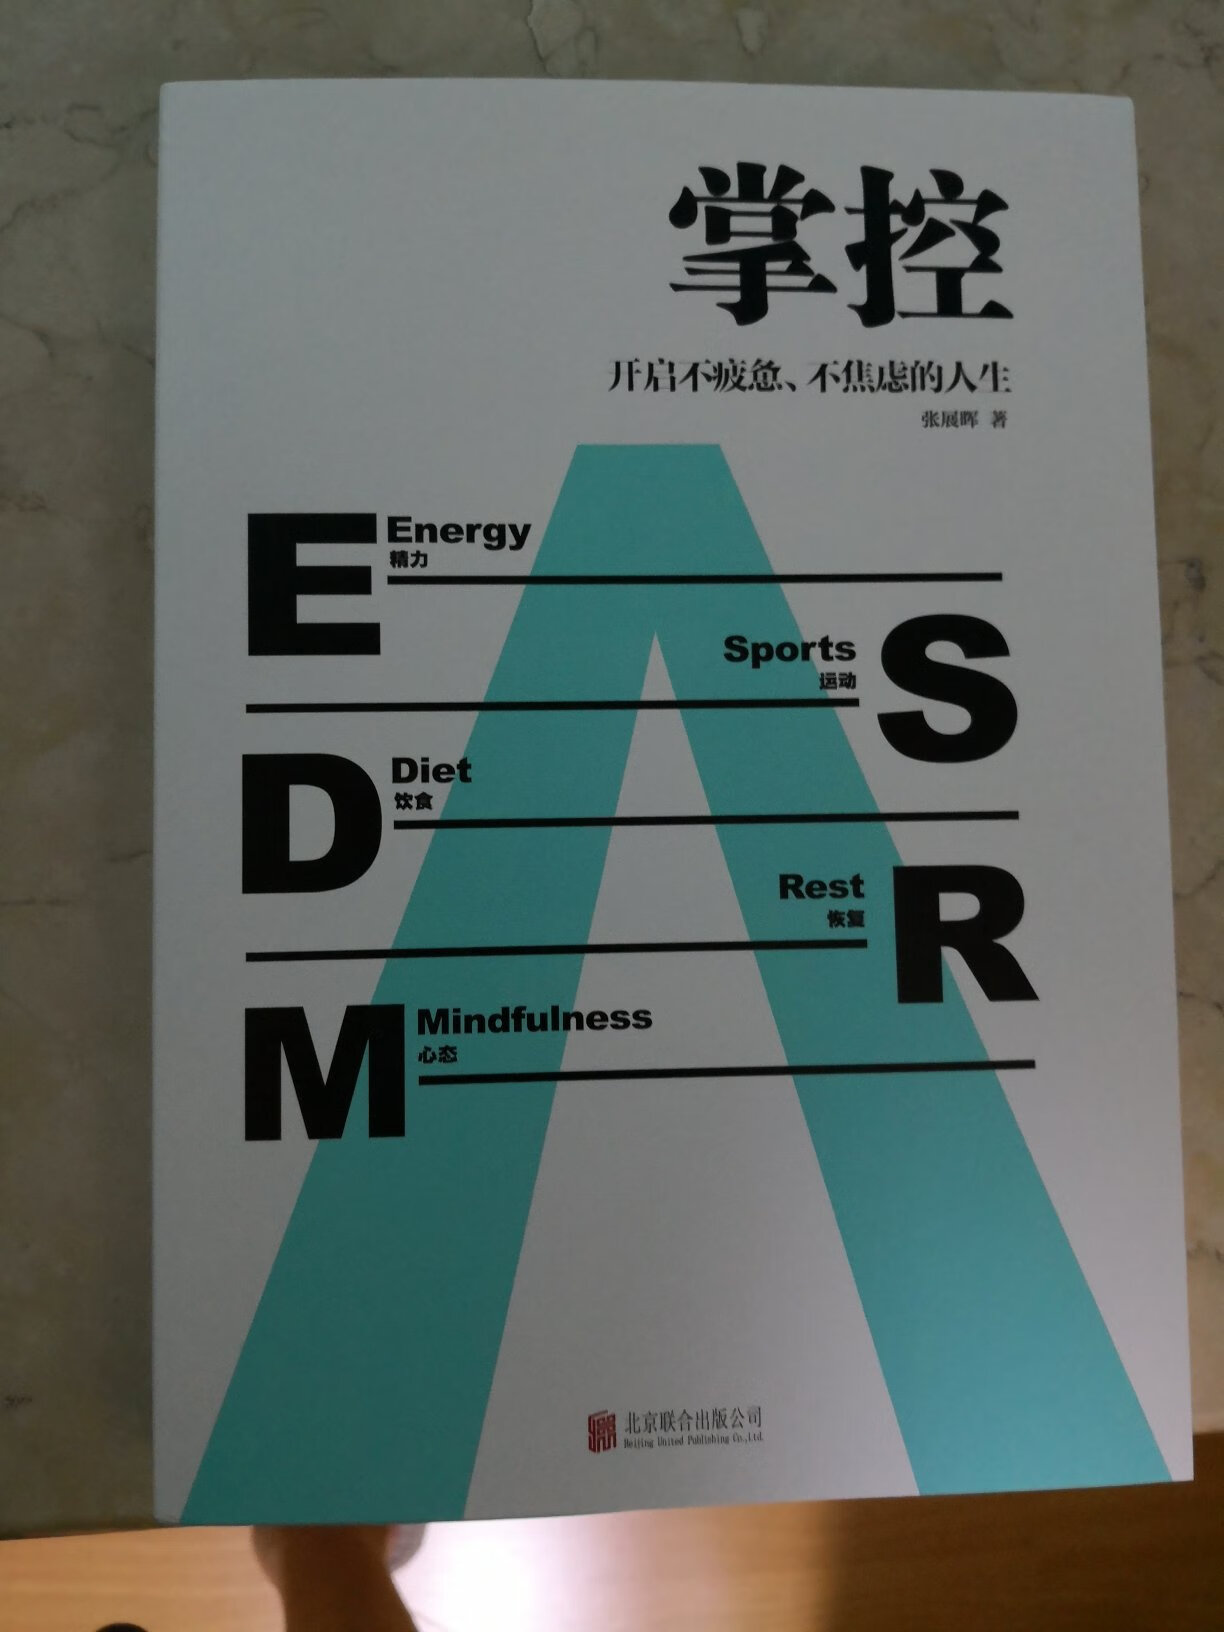 掌控
开启不疲惫、不焦虑的人生
张展晖 著
E
Energy
精力
Sports
运动
S
D
Diet
饮食
Rest
恢复
R
M
Mindfulness
心态
北京联合出版公司
Beijing United Publishing Co.,Ltd.